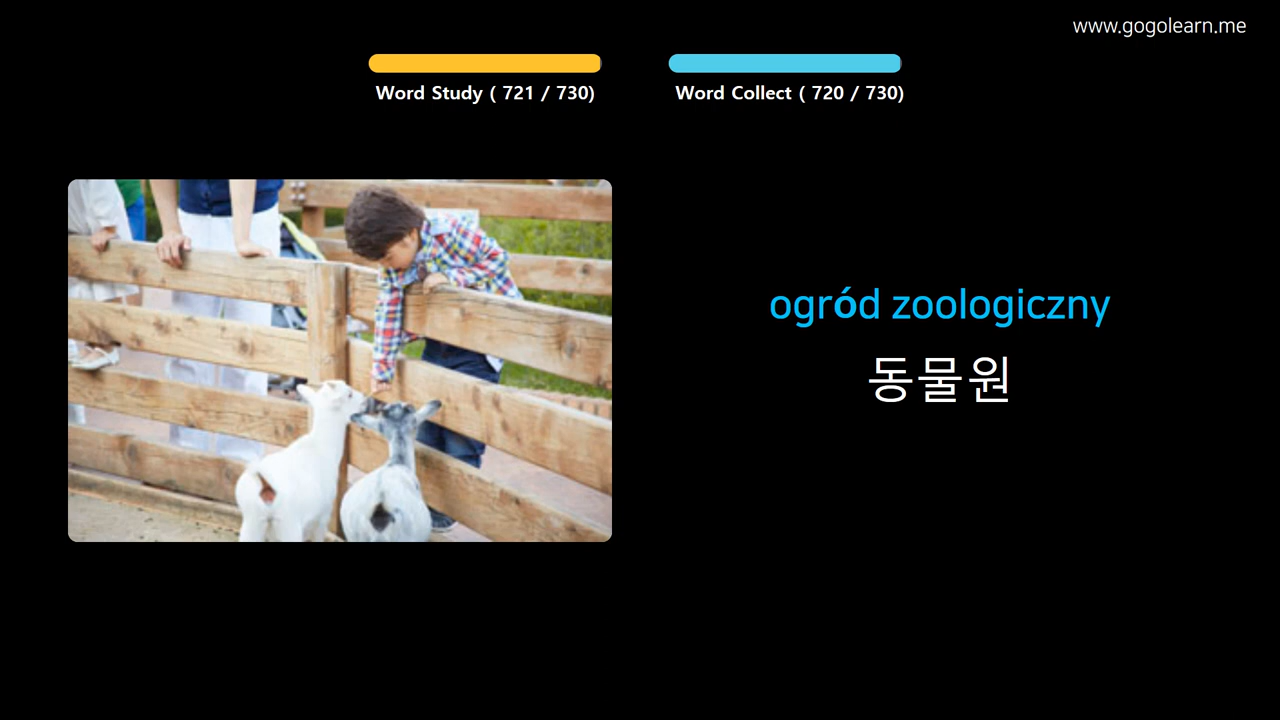 www.gogolearn.me
Word Study ( 721 / 730)
Word Collect ( 720 / 730)
ogród zoologiczny
동물원